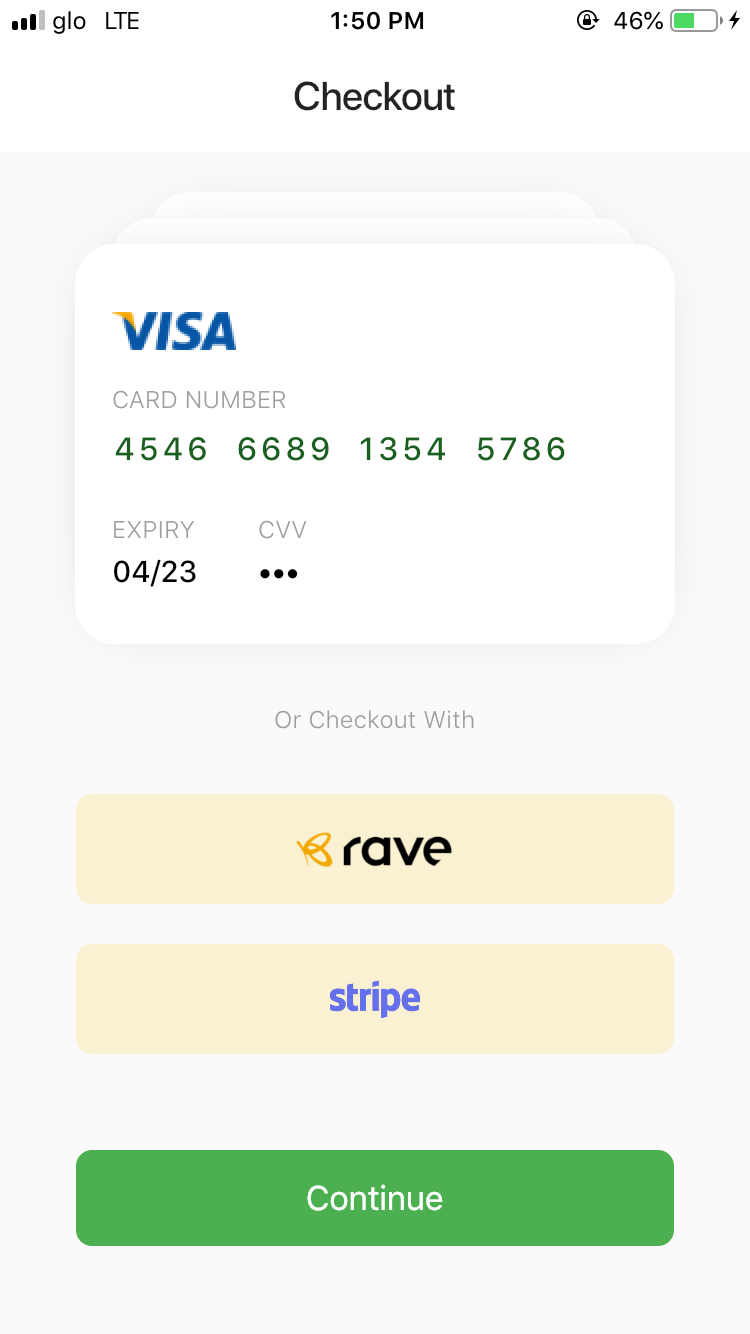 glo LTE 1:50 PM 46%
Checkout
VISA
CARD NUMBER
4546 6689 1354 5786
EXPIRY CVV
04/23 •••
Or Checkout With
rave
stripe
Continue